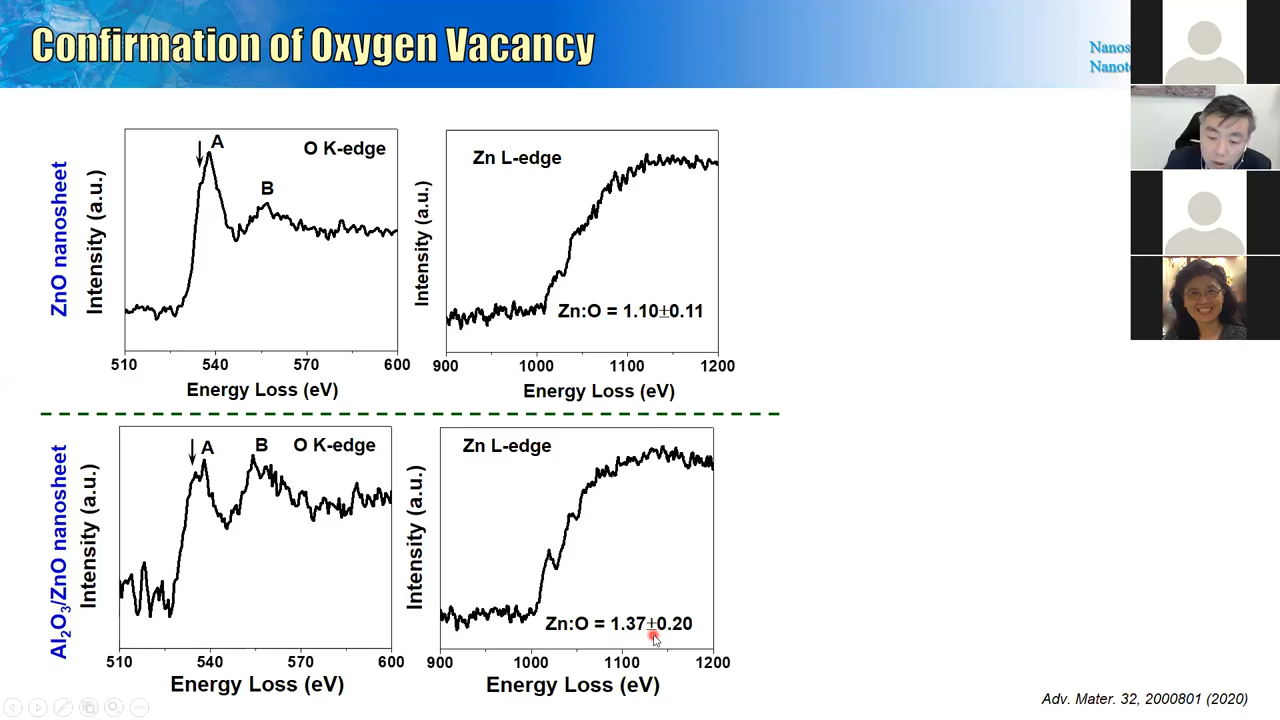 Confirmation of Oxygen Vacancy
ZnO nanosheet
Intensity (a.u.)
A
B
O K-edge
510 540 570 600
Energy Loss (eV)
Intensity (a.u.)
Zn L-edge
Zn:O = 1.10±0.11
900 1000 1100 1200
Energy Loss (eV)
Al₂O₃/ZnO nanosheet
Intensity (a.u.)
A
B
O K-edge
510 540 570 600
Energy Loss (eV)
Intensity (a.u.)
Zn L-edge
Zn:O = 1.37±0.20
900 1000 1100 1200
Energy Loss (eV)
Adv. Mater. 32, 2000801 (2020)